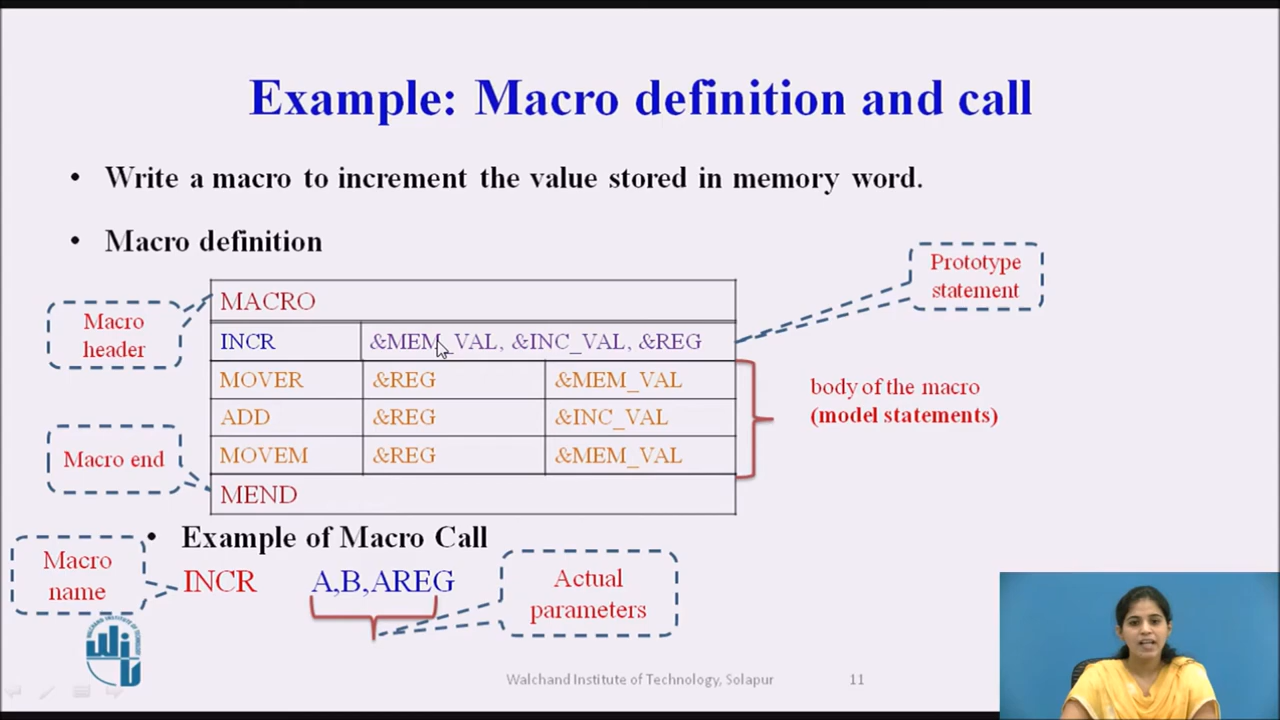 Example: Macro definition and call
• Write a macro to increment the value stored in memory word.
• Macro definition
Prototype
statement
Macro
header
MACRO
INCR &MEM_VAL, &INC_VAL, &REG
MOVER &REG &MEM_VAL
ADD &REG &INC_VAL
MOVEM &REG &MEM_VAL
MEND
body of the macro
(model statements)
Macro end
• Example of Macro Call
Macro
name
INCR A,B,AREG
Actual
parameters
Walchand Institute of Technology, Solapur 11